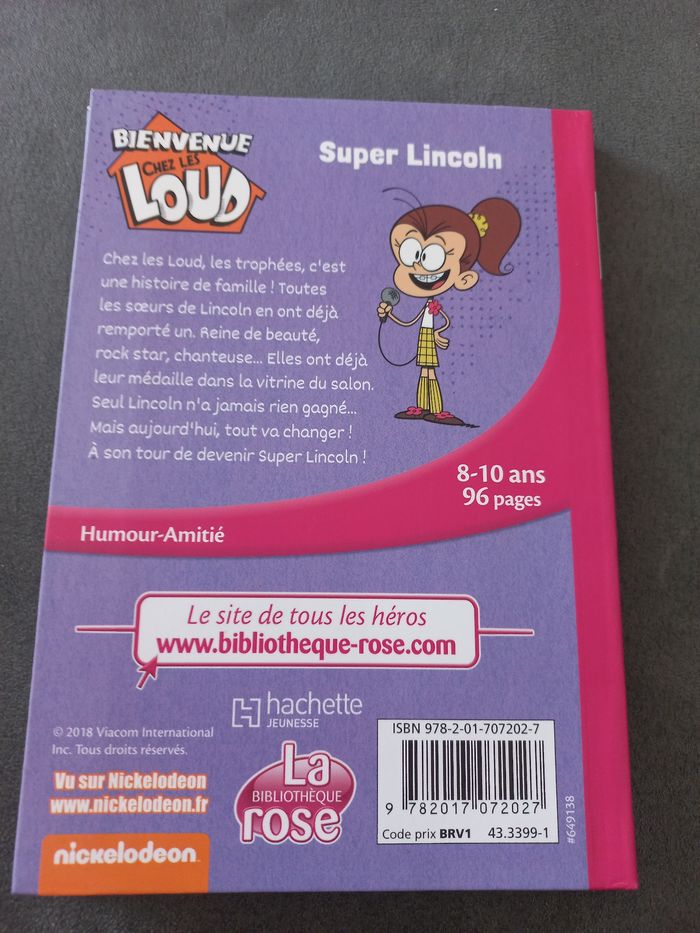 BIENVENUE
CHEZ LES
LOUD
Super Lincoln
Chez les Loud, les trophées, c'est
une histoire de famille ! Toutes
les sœurs de Lincoln en ont déjà
remporté un. Reine de beauté,
rock star, chanteuse... Elles ont déjà
leur médaille dans la vitrine du salon.
Seul Lincoln n'a jamais rien gagné...
Mais aujourd'hui, tout va changer !
À son tour de devenir Super Lincoln !
8-10 ans
96 pages
Humour-Amitié
Le site de tous les héros
www.bibliotheque-rose.com
hachette
JEUNESSE
© 2018 Viacom International
Inc. Tous droits réservés.
Vu sur Nickelodeon
www.nickelodeon.fr
nickelodeon
La
BIBLIOTHÈQUE
rose
ISBN 978-2-01-707202-7
9 782017 072027
Code prix BRV1 43.3399-1
#649138